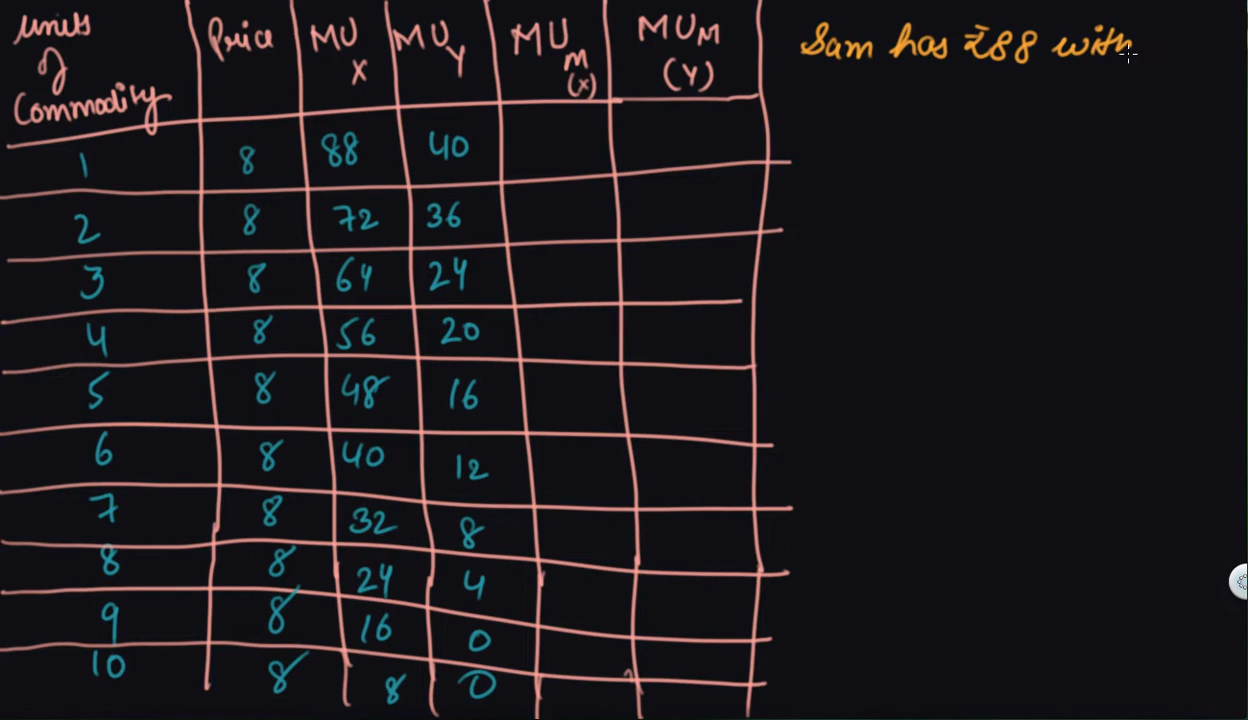 units of Commodity Price MU X MU Y MU M (x) MUM (Y)
1 8 88 40
2 8 72 36
3 8 64 24
4 8 56 20
5 8 48 16
6 8 40 12
7 8 32 8
8 8 24 4
9 8 16 0
10 8 8 0
Sam has ₹88 with